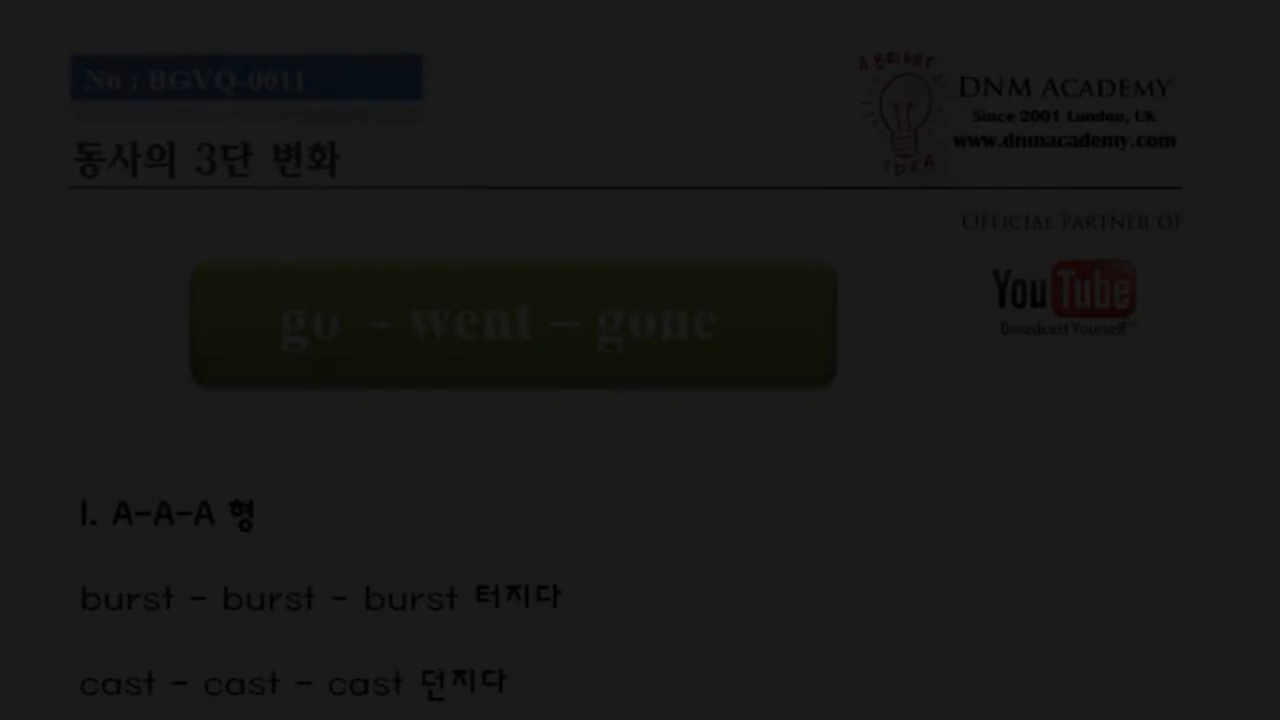 No : BGVQ-0011
동사의 3단 변화
A BRIGHT
IDEA
DNM ACADEMY
Since 2001 London, UK
www.dnmacademy.com
OFFICIAL PARTNER OF
YouTube
Broadcast Yourself
go - went – gone
I. A-A-A 형
burst - burst - burst 터지다
cast - cast - cast 던지다